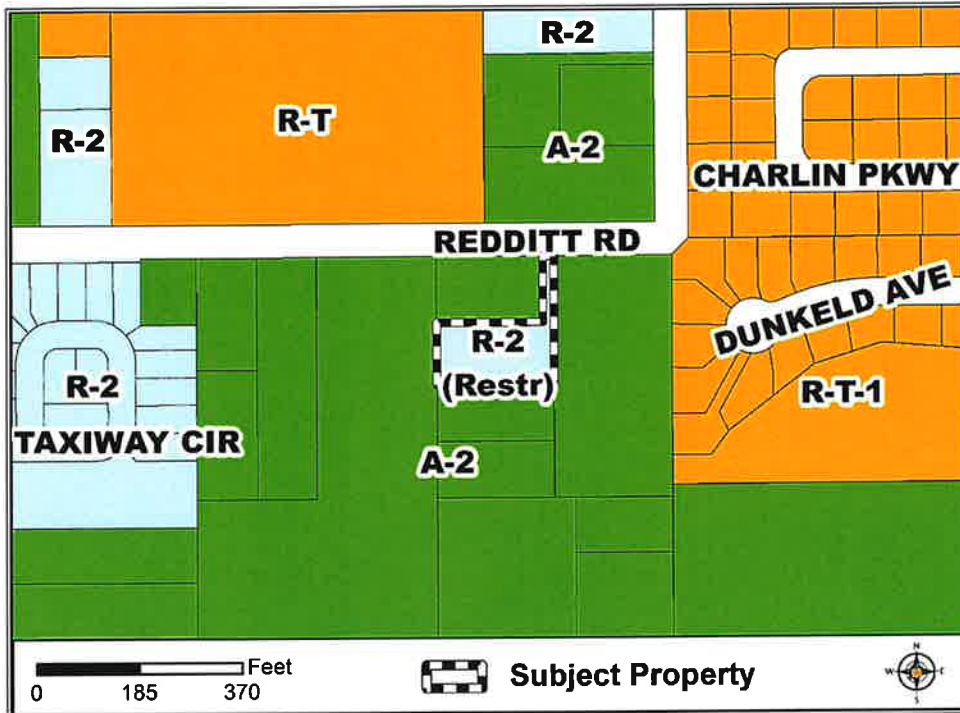 R-2
R-T
R-2
A-2
CHARLIN PKWY
REDDITT RD
DUNKELD AVE
R-2
(Restr)
R-2
R-T-1
TAXIWAY CIR
A-2
Feet
0 185 370
Subject Property
N
W E
S